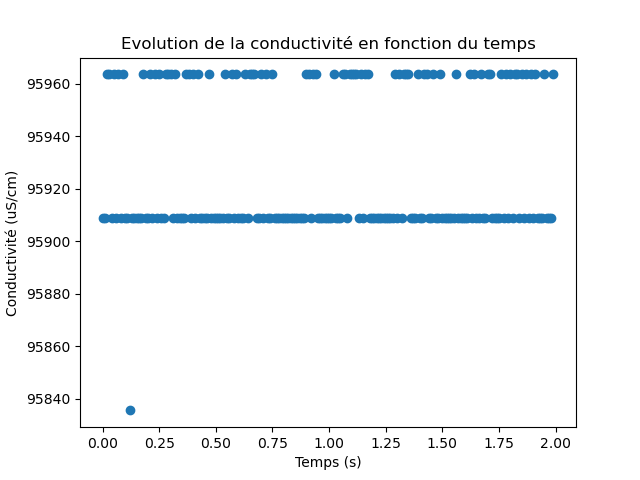 Evolution de la conductivité en fonction du temps
Conductivité (uS/cm)
95960
95940
95920
95900
95880
95860
95840
0.00 0.25 0.50 0.75 1.00 1.25 1.50 1.75 2.00
Temps (s)